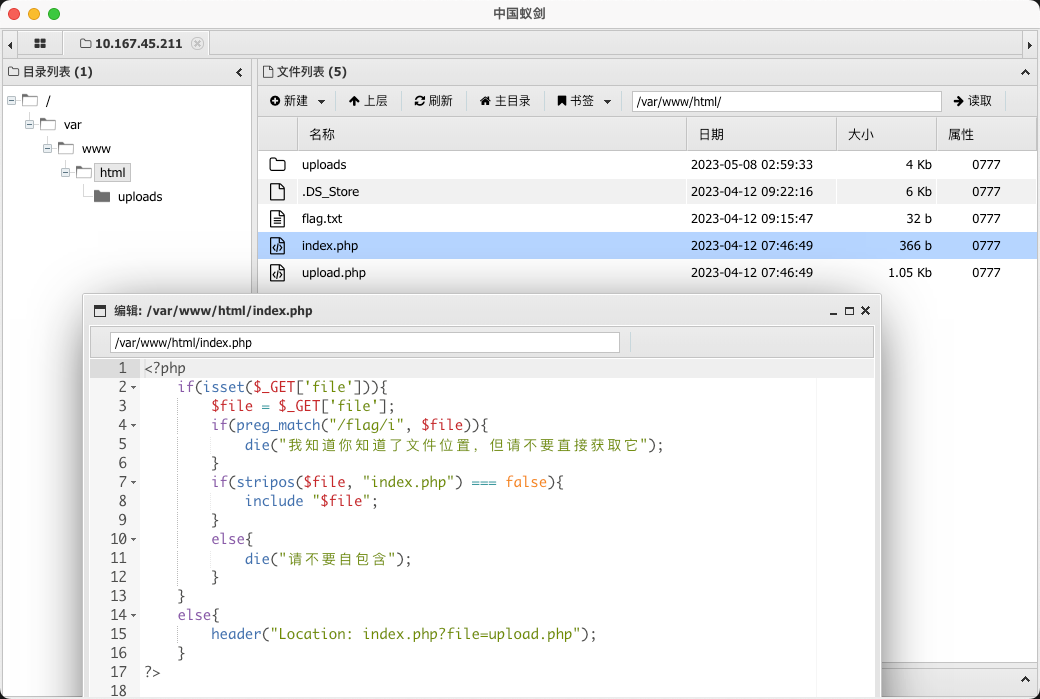 中国蚁剑
10.167.45.211
目录列表 (1)
文件列表 (5)
新建 上层 刷新 主目录 书签 /var/www/html/ 读取
/
var
www
html
uploads
名称 日期 大小 属性
uploads 2023-05-08 02:59:33 4 Kb 0777
.DS_Store 2023-04-12 09:22:16 6 Kb 0777
flag.txt 2023-04-12 09:15:47 32 b 0777
index.php 2023-04-12 07:46:49 366 b 0777
upload.php 2023-04-12 07:46:49 1.05 Kb 0777
编辑: /var/www/html/index.php
/var/www/html/index.php
1 <?php
2 if(isset($_GET['file'])){
3 $file = $_GET['file'];
4 if(preg_match("/flag/i", $file)){
5 die("我知道你知道了文件位置，但请不要直接获取它");
6 }
7 if(stripos($file, "index.php") === false){
8 include "$file";
9 }
10 else{
11 die("请不要自包含");
12 }
13 }
14 else{
15 header("Location: index.php?file=upload.php");
16 }
17 ?>
18